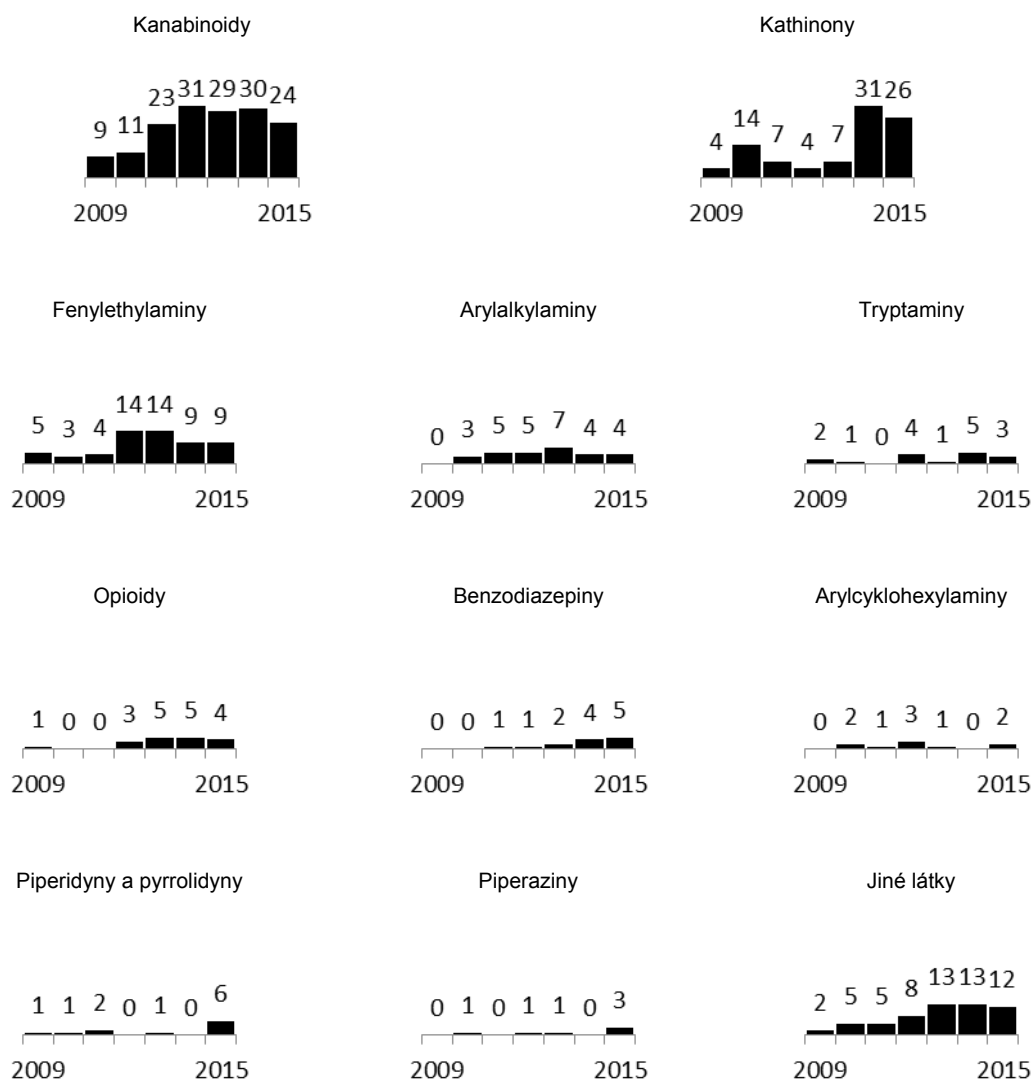 Kanabinoidy Kathinony
9 11 23 31 29 30 24 4 14 7 4 7 31 26
2009 2015 2009 2015
Fenylethylaminy Arylalkylaminy Tryptaminy
5 3 4 14 14 9 9 0 3 5 5 7 4 4 2 1 0 4 1 5 3
2009 2015 2009 2015 2009 2015
Opioidy Benzodiazepiny Arylcyklohexylaminy
1 0 0 3 5 5 4 0 0 1 1 2 4 5 0 2 1 3 1 0 2
2009 2015 2009 2015 2009 2015
Piperidyny a pyrrolidyny Piperaziny Jiné látky
1 1 2 0 1 0 6 0 1 0 1 1 0 3 2 5 5 8 13 13 12
2009 2015 2009 2015 2009 2015